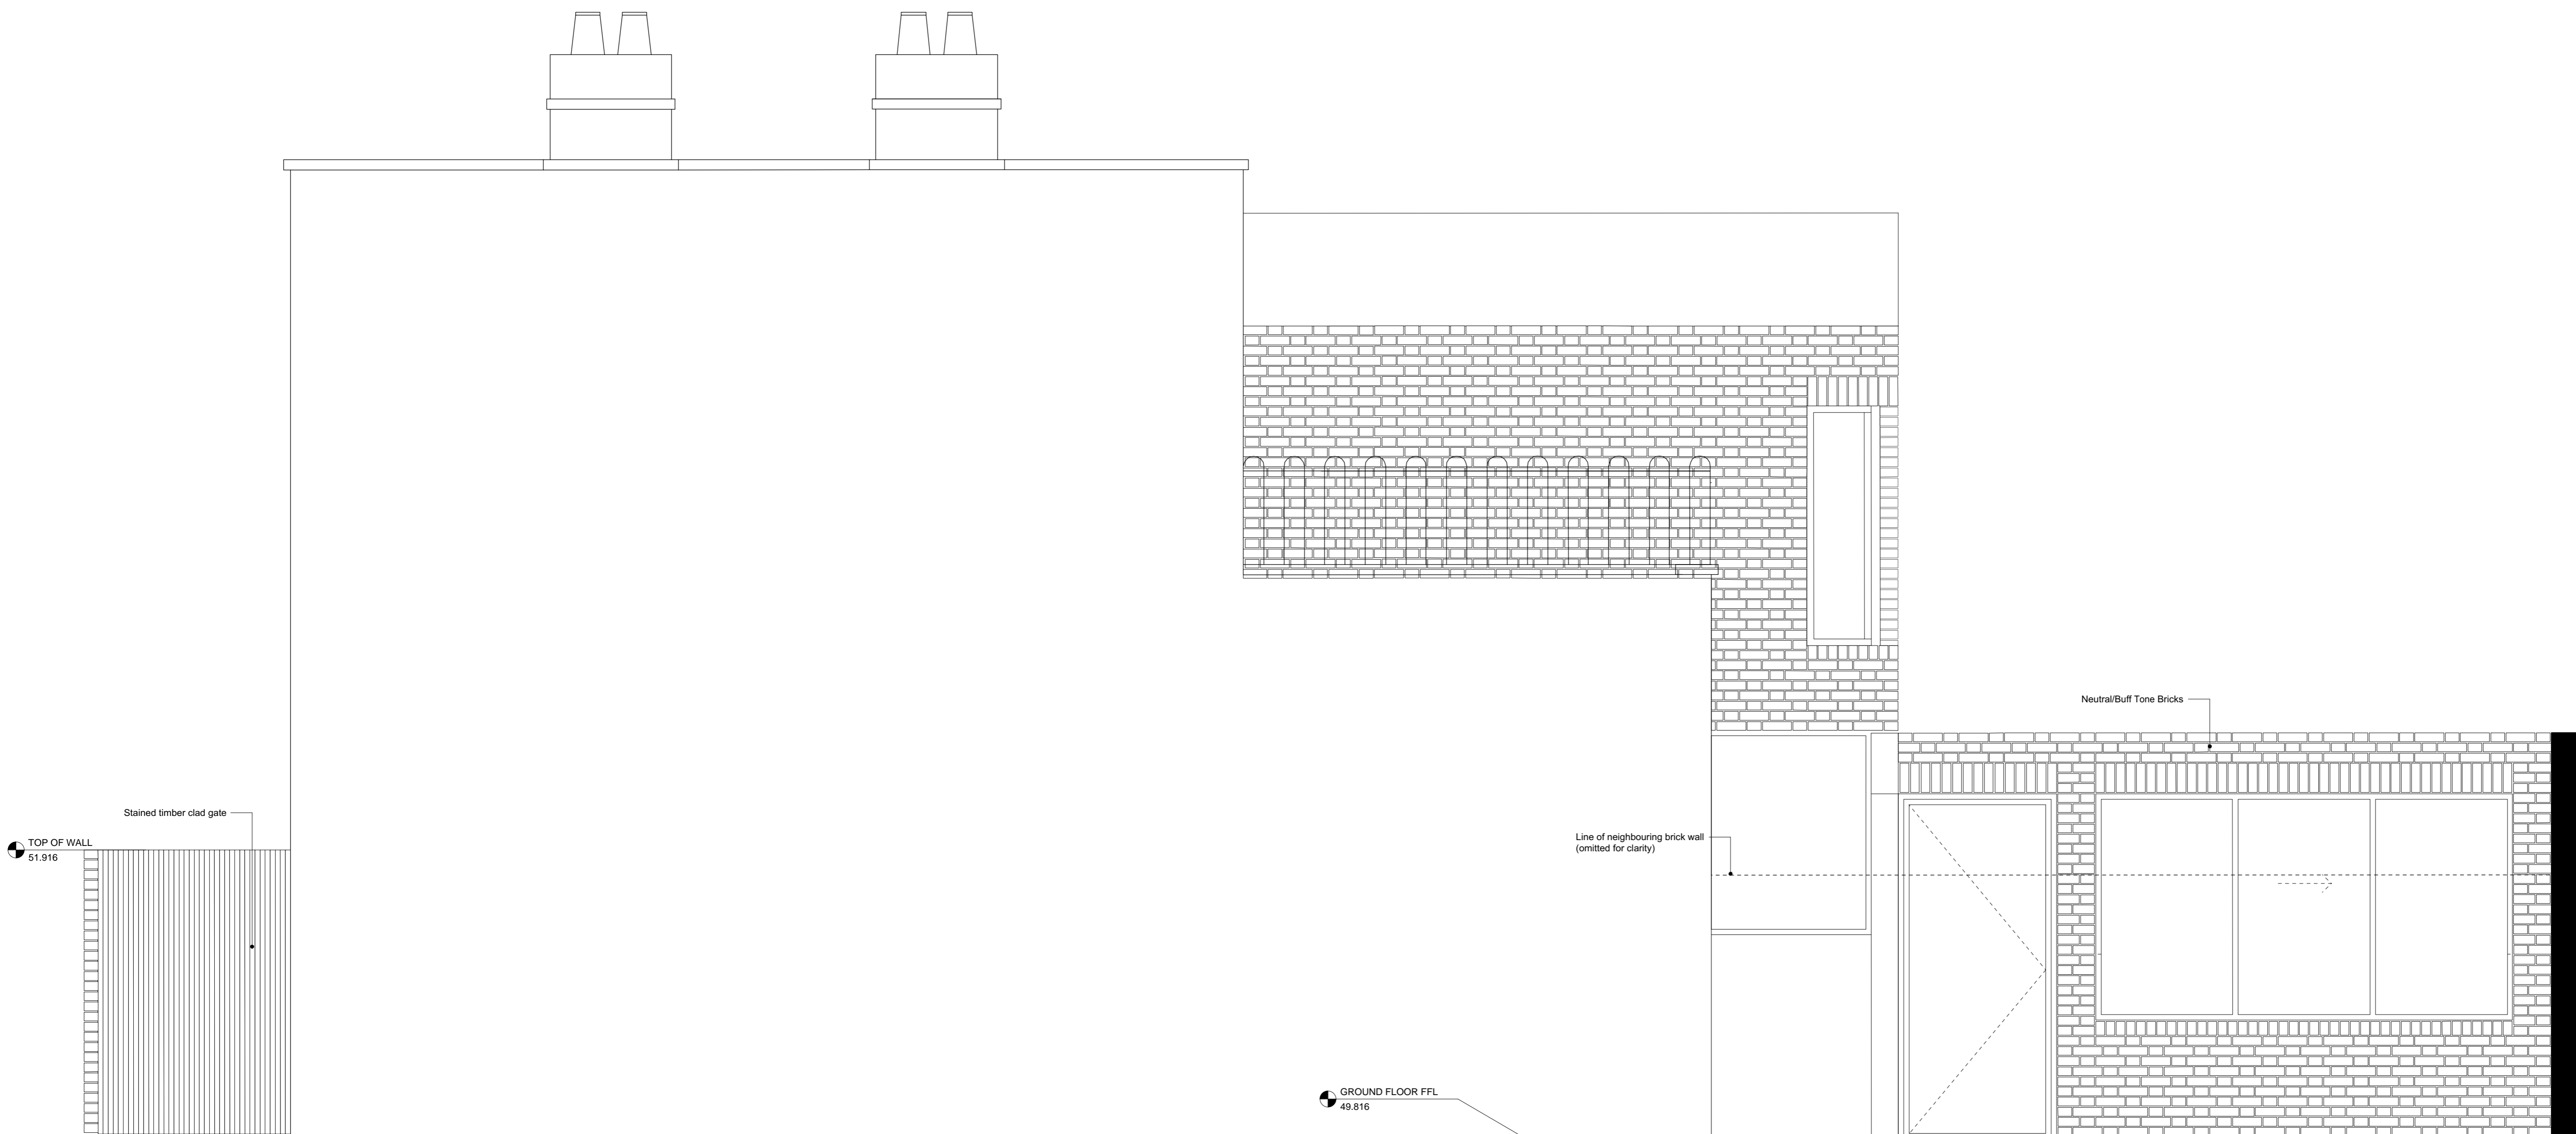 Neutral/Buff Tone Bricks
Stained timber clad gate
TOP OF WALL
51.916
Line of neighbouring brick wall
(omitted for clarity)
GROUND FLOOR FFL
49.816